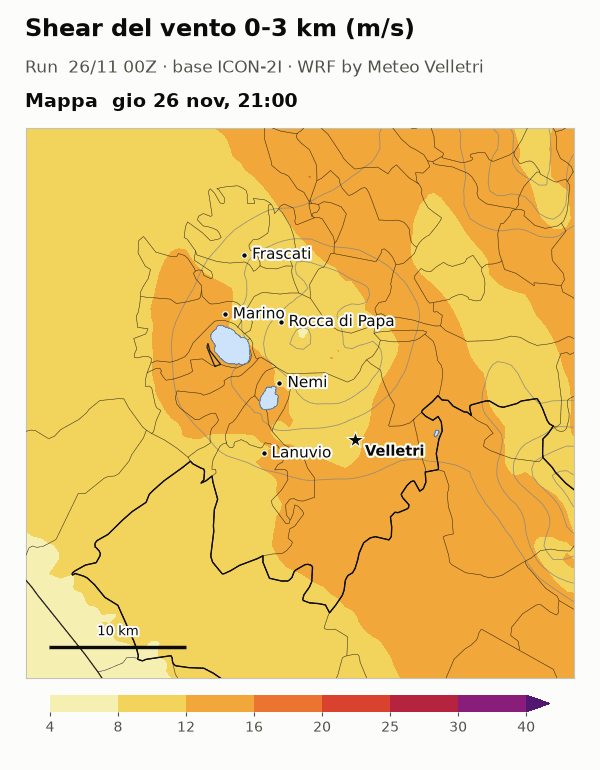 Shear del vento 0-3 km (m/s)
Run  26/11 00Z · base ICON-2I · WRF by Meteo Velletri
Mappa  gio 26 nov, 21:00
Frascati
Marino
Rocca di Papa
Nemi
Velletri
Lanuvio
10 km
4 8 12 16 20 25 30 40